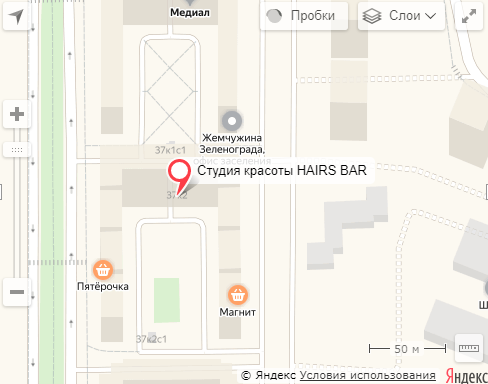 Медиал
Пробки
Слои
37к1с1
Жемчужина
Зеленограда,
офис заселения
Студия красоты HAIRS BAR
37к2
Пятёрочка
Магнит
37к2с1
50 м
© Яндекс Условия использования